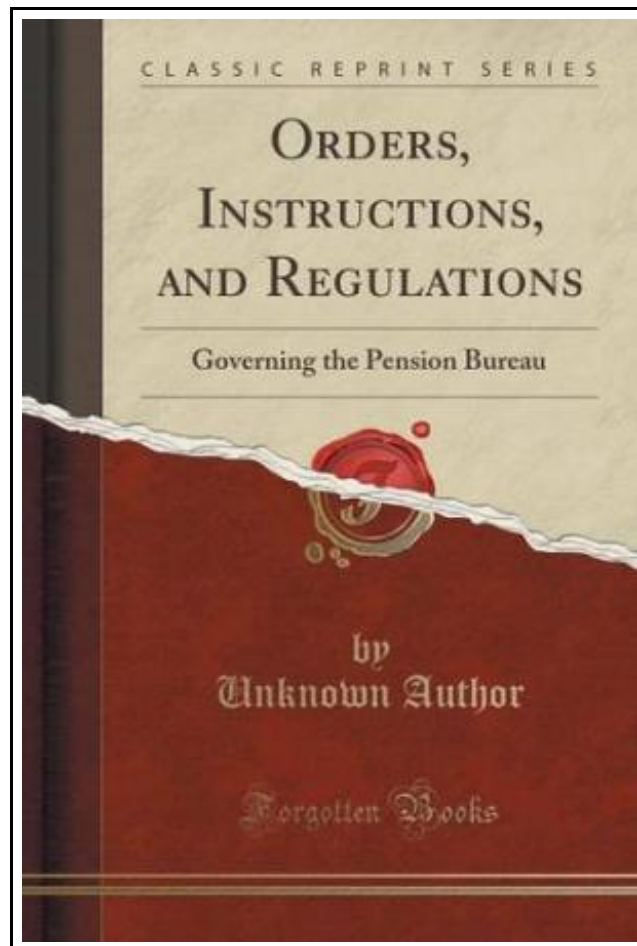 CLASSIC REPRINT SERIES
ORDERS,
INSTRUCTIONS,
AND REGULATIONS
Governing the Pension Bureau
F
by
Unknown Author
Forgotten Books